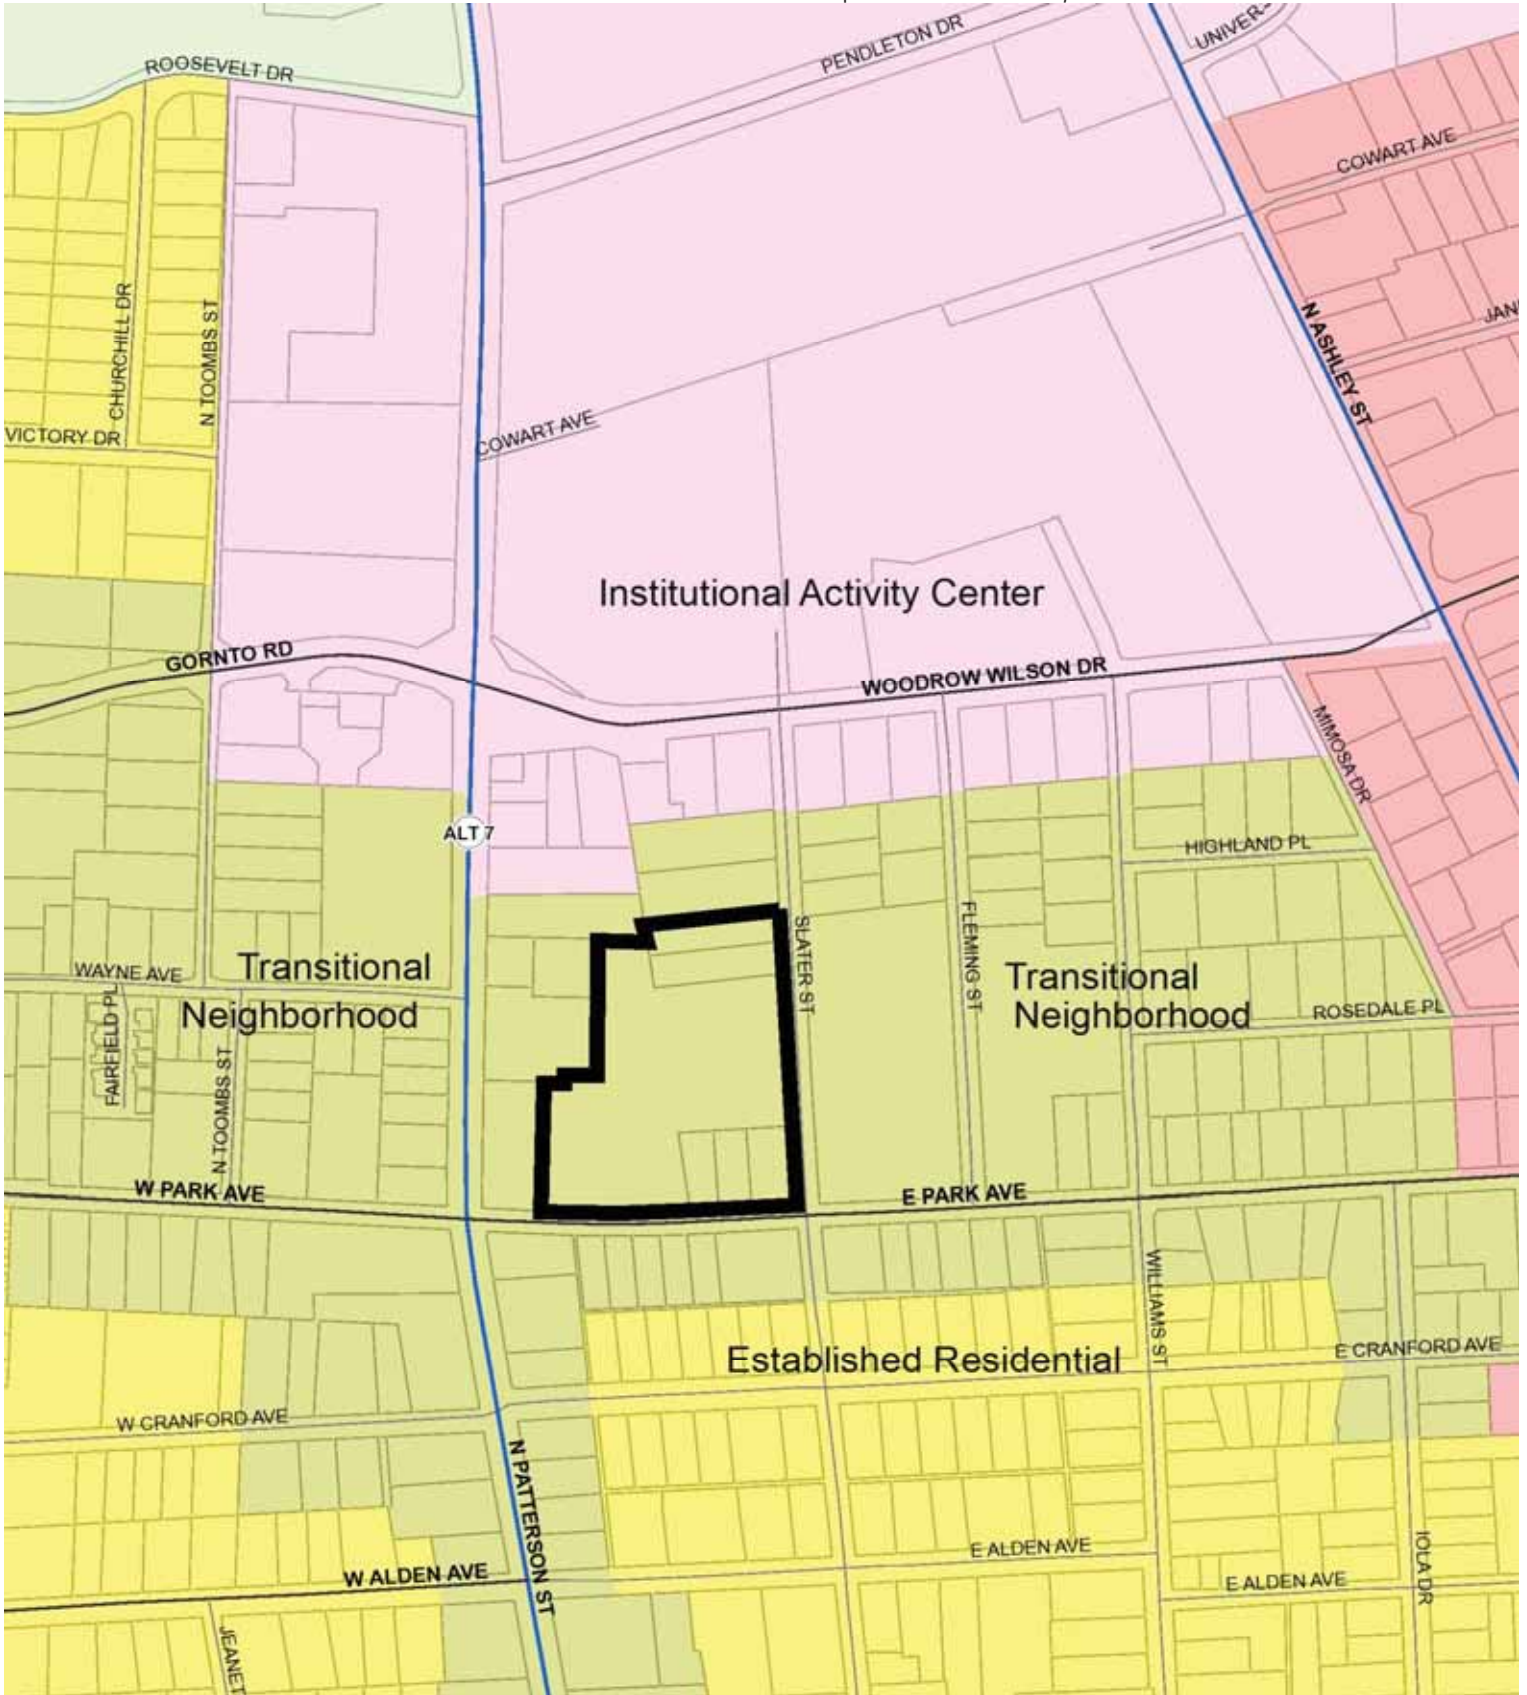 PENDLETON DR
UNIVER-
ROOSEVELT DR
COWART AVE
CHURCHILL DR
N TOOMBS ST
N ASHLEY ST
JAN
VICTORY DR
COWART AVE
Institutional Activity Center
GORNTO RD
WOODROW WILSON DR
MIMOSA DR
ALT 7
HIGHLAND PL
SLATER ST
FLEMING ST
WAYNE AVE
Transitional
Neighborhood
Transitional
Neighborhood
FAIRFIELD PL
N TOOMBS ST
ROSEDALE PL
W PARK AVE
E PARK AVE
WILLIAMS ST
Established Residential
E CRANFORD AVE
W CRANFORD AVE
N PATTERSON ST
E ALDEN AVE
W ALDEN AVE
E ALDEN AVE
IOLA DR
JEANET